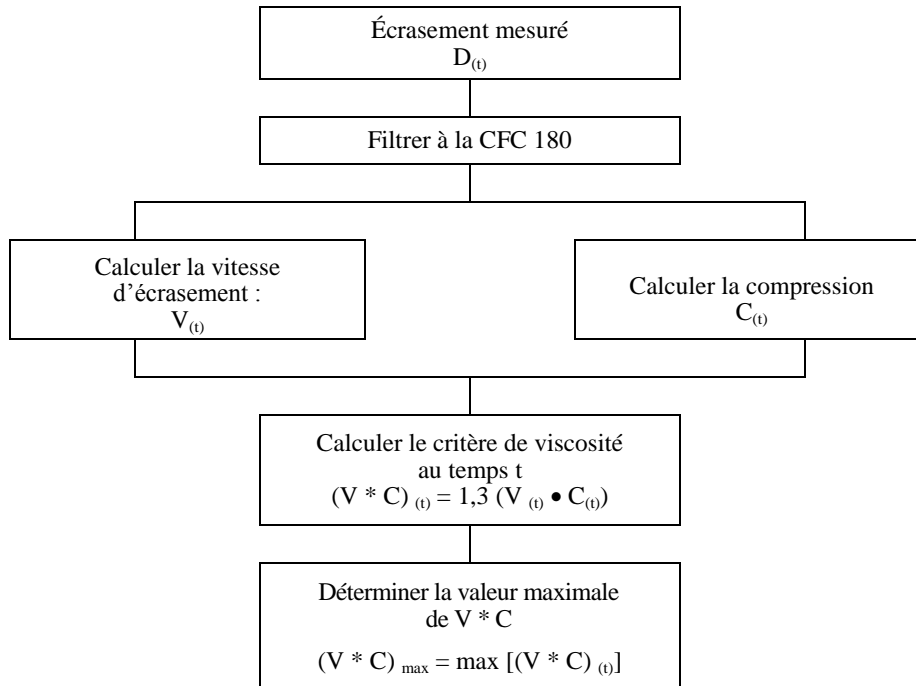 Écrasement mesuré
D(t)
Filtrer à la CFC 180
Calculer la vitesse
d’écrasement :
V(t)
Calculer la compression
C(t)
Calculer le critère de viscosité
au temps t
(V * C) (t) = 1,3 (V (t) • C(t))
Déterminer la valeur maximale
de V * C
(V * C) max = max [(V * C) (t)]